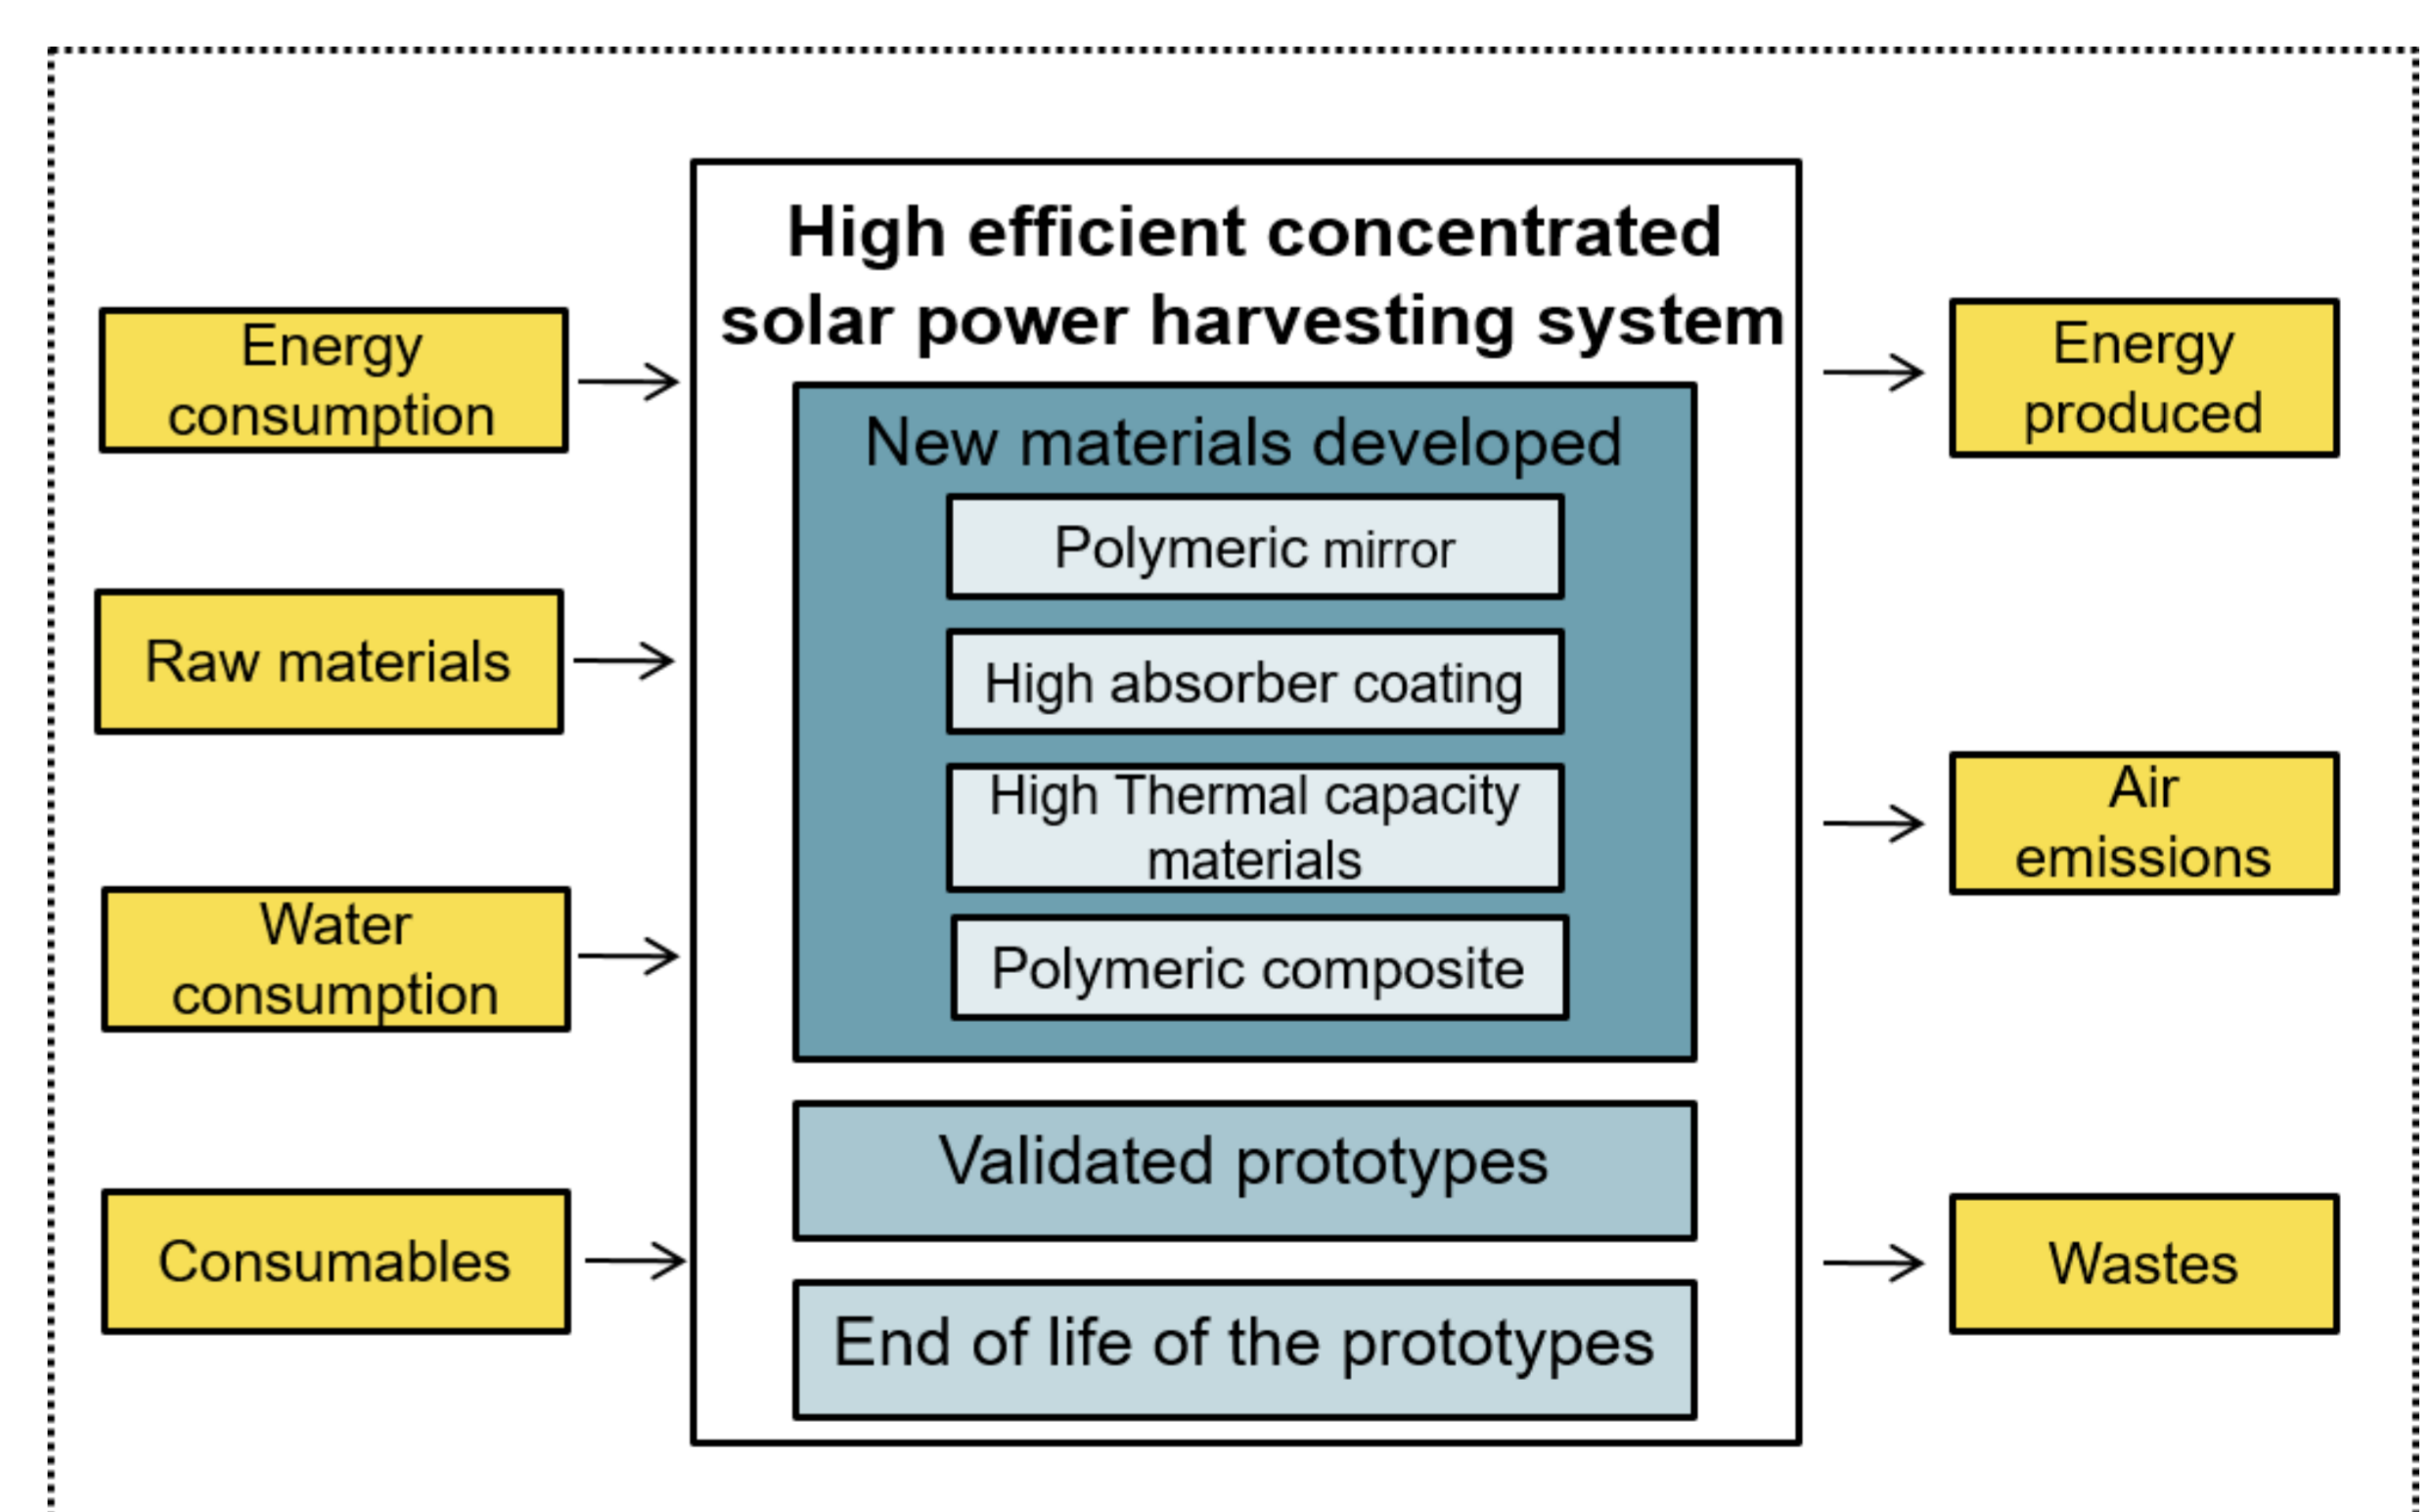 High efficient concentrated
solar power harvesting system
Energy
consumption
Raw materials
Water
consumption
Consumables
New materials developed
Polymeric mirror
High absorber coating
High Thermal capacity
materials
Polymeric composite
Validated prototypes
End of life of the prototypes
Energy
produced
Air
emissions
Wastes